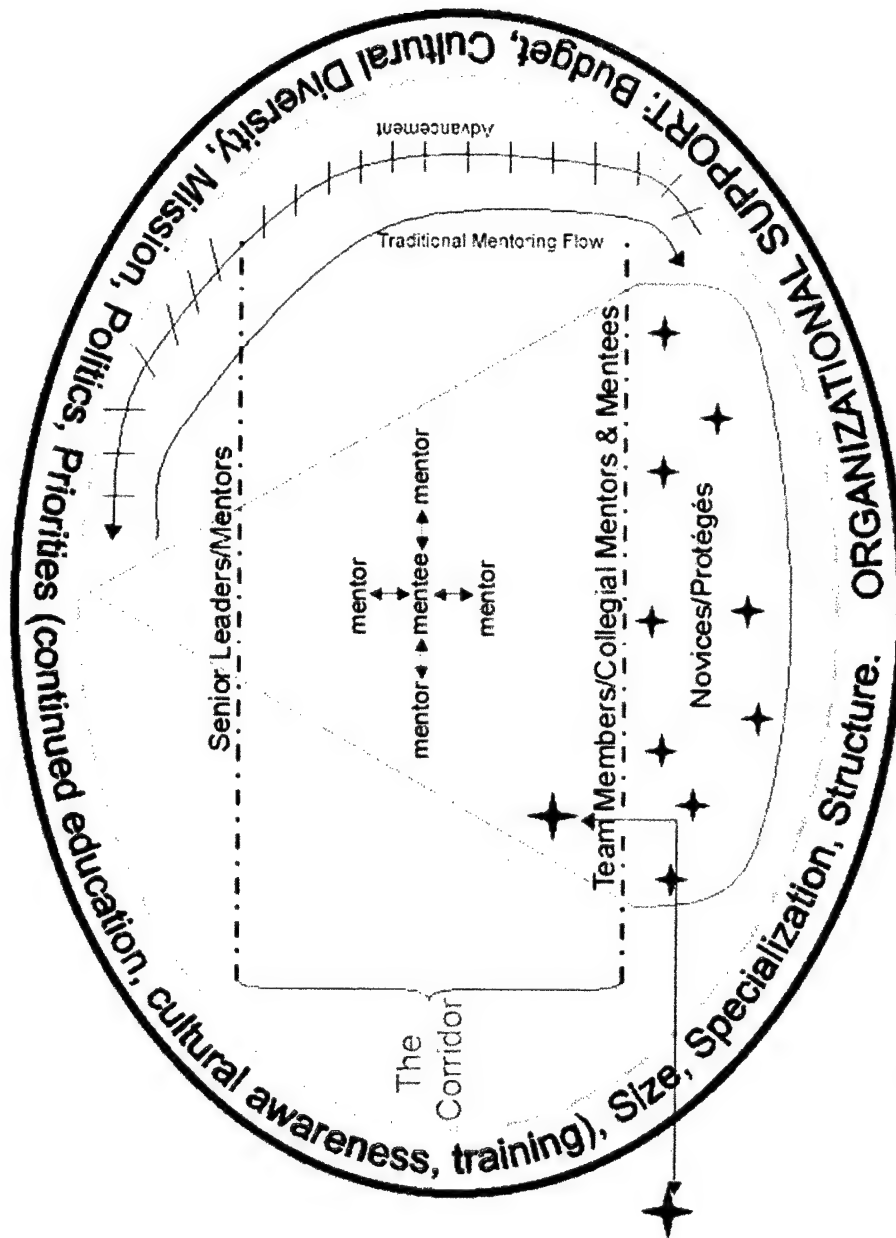 ORGANIZATIONAL SUPPORT: Budget, Cultural Diversity, Mission, Politics, Priorities (continued education, cultural awareness, training), Size, Specialization, Structure.
Advancement
Traditional Mentoring Flow
Senior Leaders/Mentors
mentor
mentor mentee mentor
mentor
The
Corridor
Team Members/Collegial Mentors & Mentees
Novices/Protégés